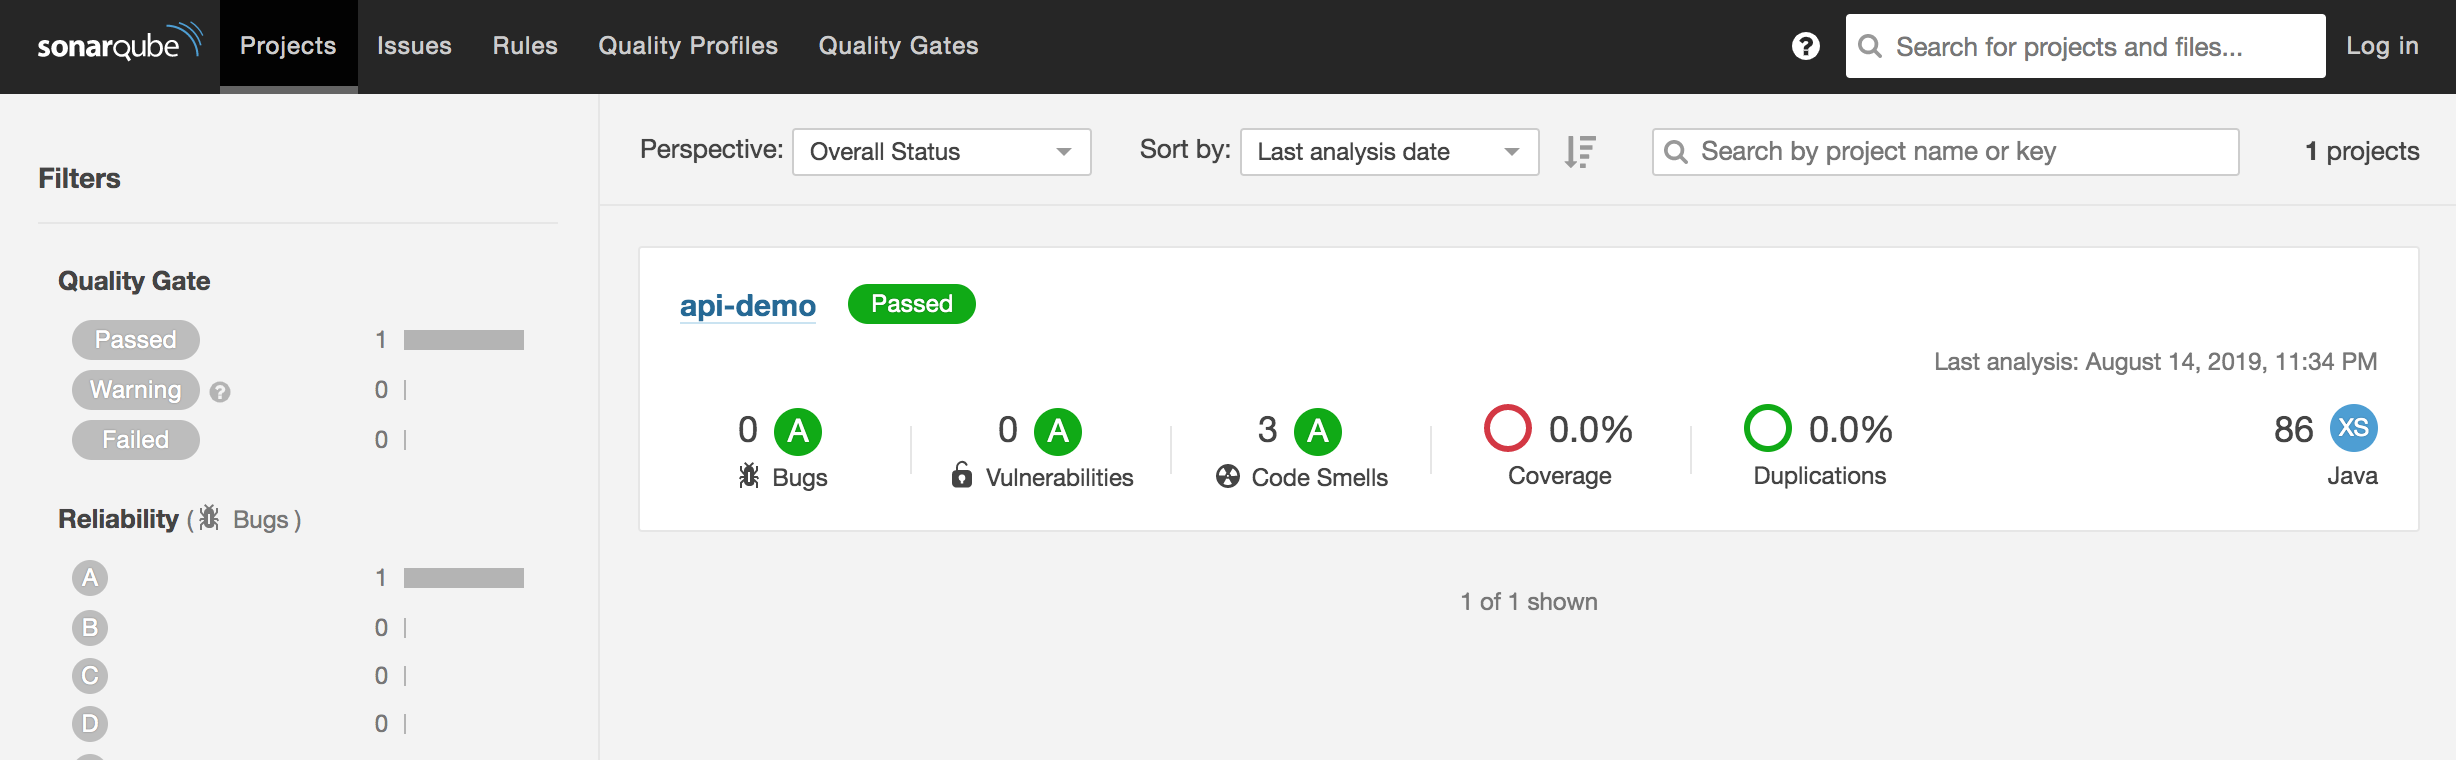 sonarqube Projects Issues Rules Quality Profiles Quality Gates ? Search for projects and files... Log in
Filters
Quality Gate
Passed 1
Warning ? 0
Failed 0
Reliability ( Bugs )
A 1
B 0
C 0
D 0
Perspective: Overall Status Sort by: Last analysis date Search by project name or key 1 projects
api-demo Passed
Last analysis: August 14, 2019, 11:34 PM
0 A 0 A 3 A 0.0% 0.0% 86 XS
Bugs Vulnerabilities Code Smells Coverage Duplications Java
1 of 1 shown